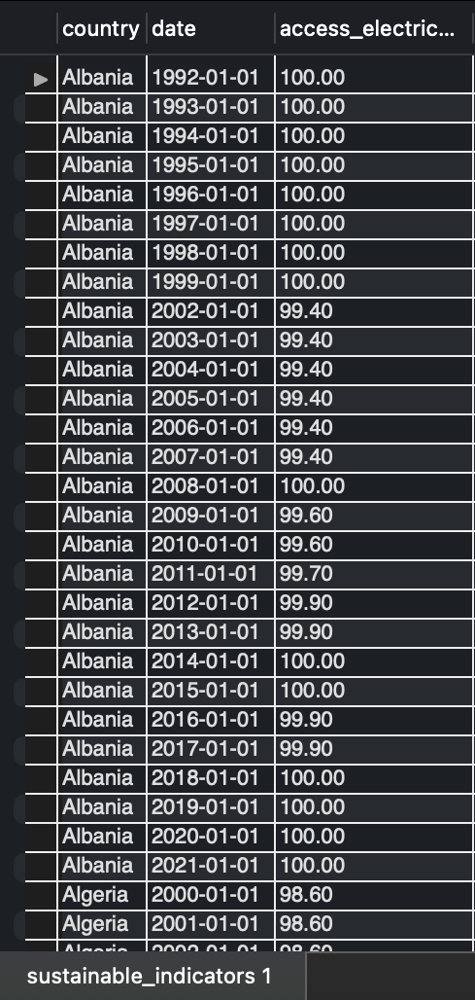 country date access_electric...
Albania 1992-01-01 100.00
Albania 1993-01-01 100.00
Albania 1994-01-01 100.00
Albania 1995-01-01 100.00
Albania 1996-01-01 100.00
Albania 1997-01-01 100.00
Albania 1998-01-01 100.00
Albania 1999-01-01 100.00
Albania 2002-01-01 99.40
Albania 2003-01-01 99.40
Albania 2004-01-01 99.40
Albania 2005-01-01 99.40
Albania 2006-01-01 99.40
Albania 2007-01-01 99.40
Albania 2008-01-01 100.00
Albania 2009-01-01 99.60
Albania 2010-01-01 99.60
Albania 2011-01-01 99.70
Albania 2012-01-01 99.90
Albania 2013-01-01 99.90
Albania 2014-01-01 100.00
Albania 2015-01-01 100.00
Albania 2016-01-01 99.90
Albania 2017-01-01 99.90
Albania 2018-01-01 100.00
Albania 2019-01-01 100.00
Albania 2020-01-01 100.00
Albania 2021-01-01 100.00
Algeria 2000-01-01 98.60
Algeria 2001-01-01 98.60
Algeria 2002-01-01 98.60
sustainable_indicators 1